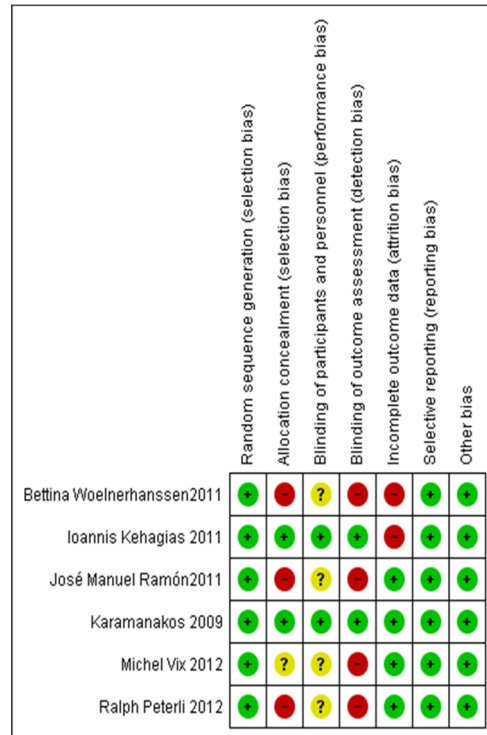 Random sequence generation (selection bias)
Allocation concealment (selection bias)
Blinding of participants and personnel (performance bias)
Blinding of outcome assessment (detection bias)
Incomplete outcome data (attrition bias)
Selective reporting (reporting bias)
Other bias
Bettina Woelnerhanssen2011 + - ? - - + +
Ioannis Kehagias 2011 + + + + - + +
José Manuel Ramón2011 + - ? - + + +
Karamanakos 2009 + + + + + + +
Michel Vix 2012 + ? ? - + + +
Ralph Peterli 2012 + - ? - + + +